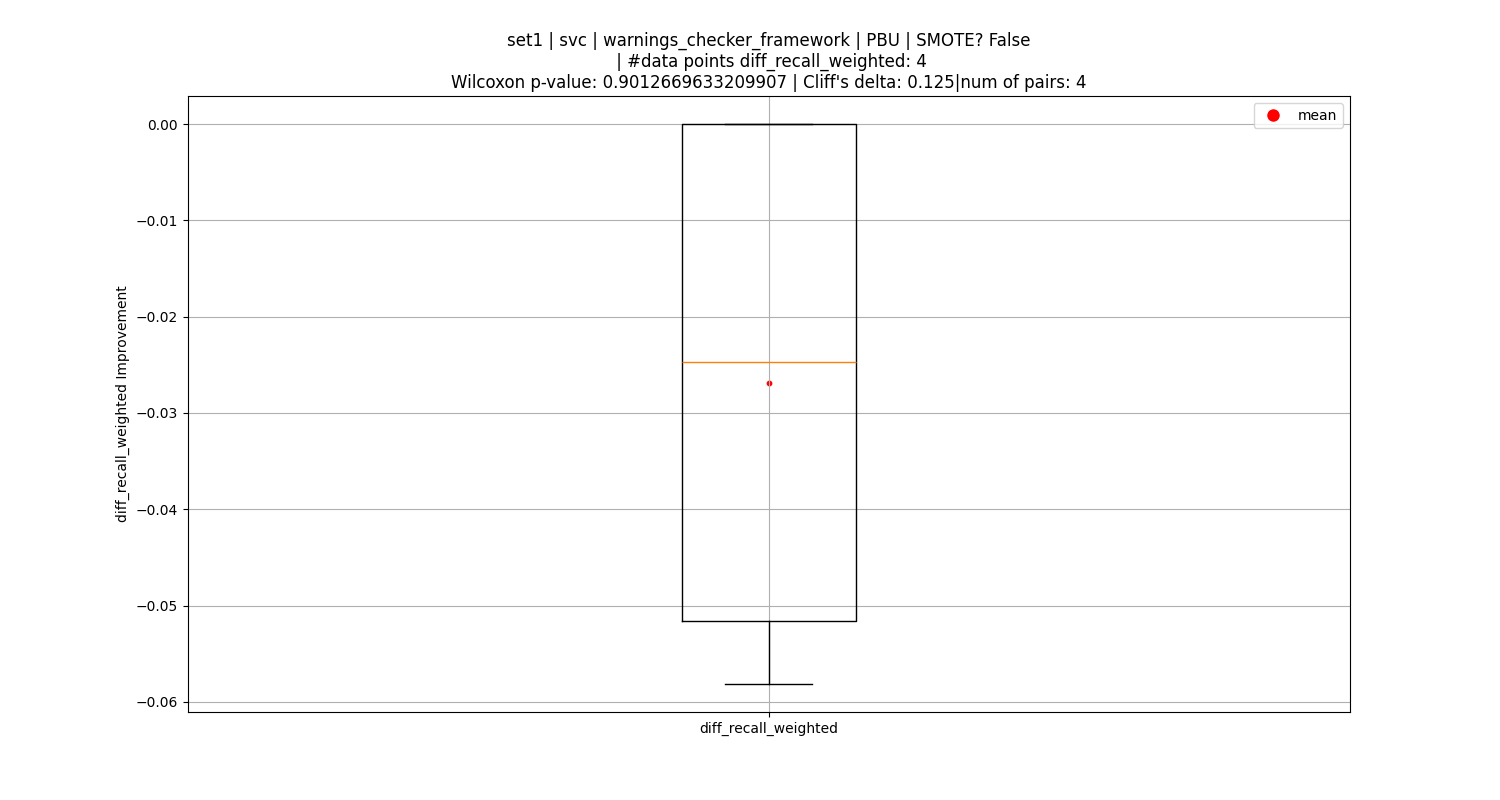 set1 | svc | warnings_checker_framework | PBU | SMOTE? False
| #data points diff_recall_weighted: 4
Wilcoxon p-value: 0.9012669633209907 | Cliff's delta: 0.125|num of pairs: 4
mean
0.00
−0.01
−0.02
−0.03
−0.04
−0.05
−0.06
diff_recall_weighted Improvement
diff_recall_weighted